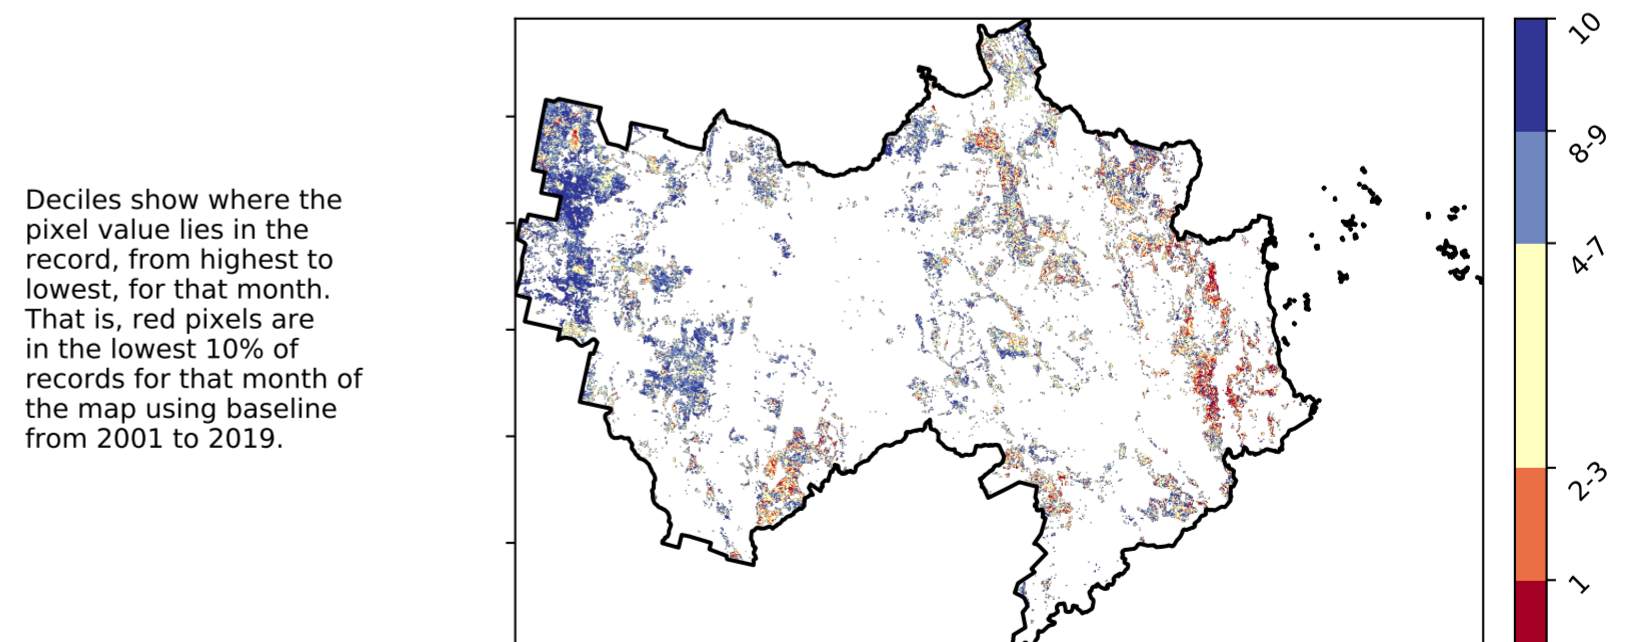 Deciles show where the
pixel value lies in the
record, from highest to
lowest, for that month.
That is, red pixels are
in the lowest 10% of
records for that month of
the map using baseline
from 2001 to 2019.
10
8-9
4-7
2-3
1